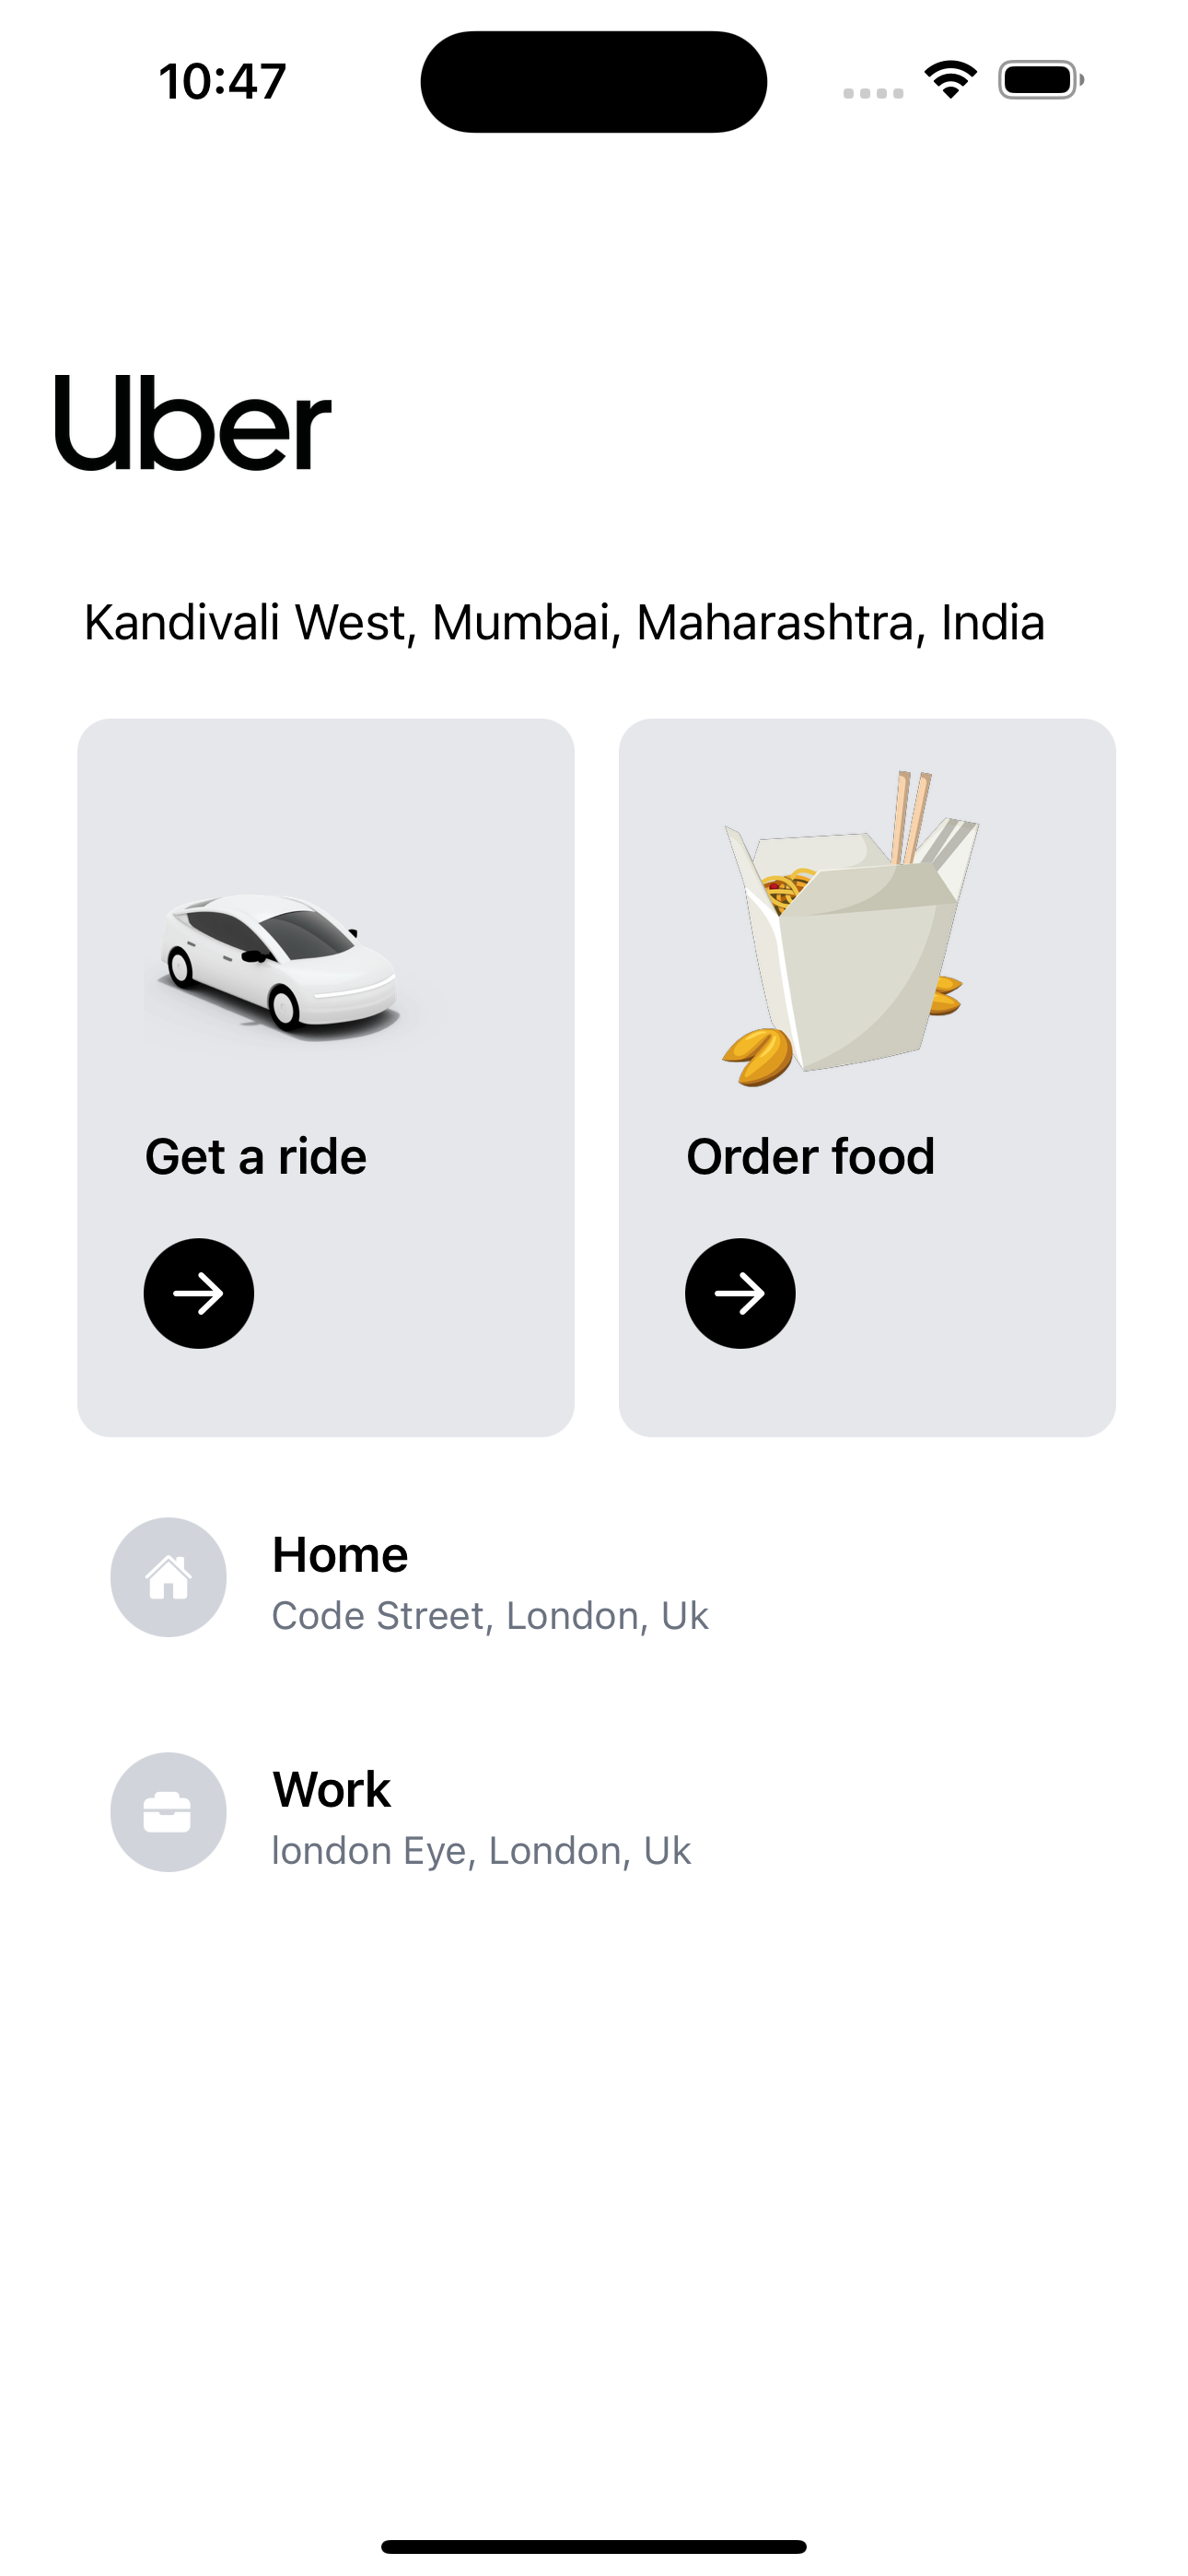 10:47
Uber
Kandivali West, Mumbai, Maharashtra, India
Get a ride
Order food
Home
Code Street, London, Uk
Work
london Eye, London, Uk